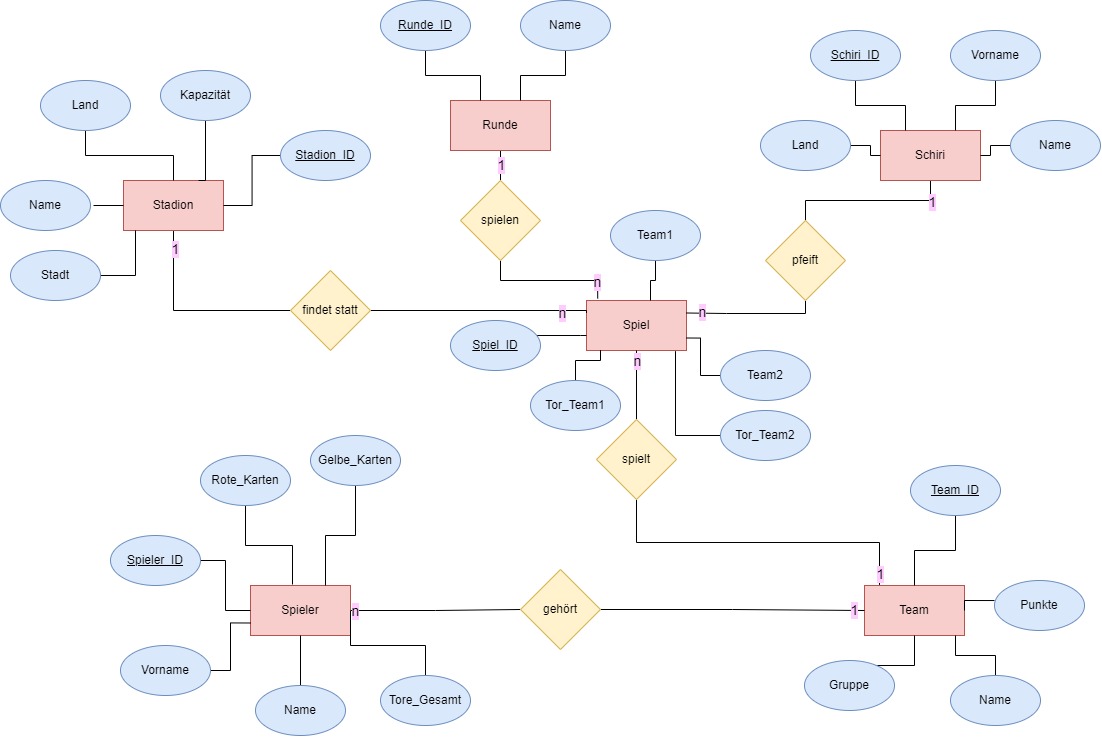 Runde_ID
Name
Schiri_ID
Vorname
Land
Kapazität
Runde
Land
Schiri
Name
Stadion_ID
1
1
Name
Stadion
spielen
Team1
1
pfeift
Stadt
n
findet statt
n
Spiel
n
Spiel_ID
n
Team2
Tor_Team1
Tor_Team2
spielt
Gelbe_Karten
Rote_Karten
Team_ID
Spieler_ID
1
Spieler
n
gehört
1
Team
Punkte
Vorname
Gruppe
Name
Tore_Gesamt
Name